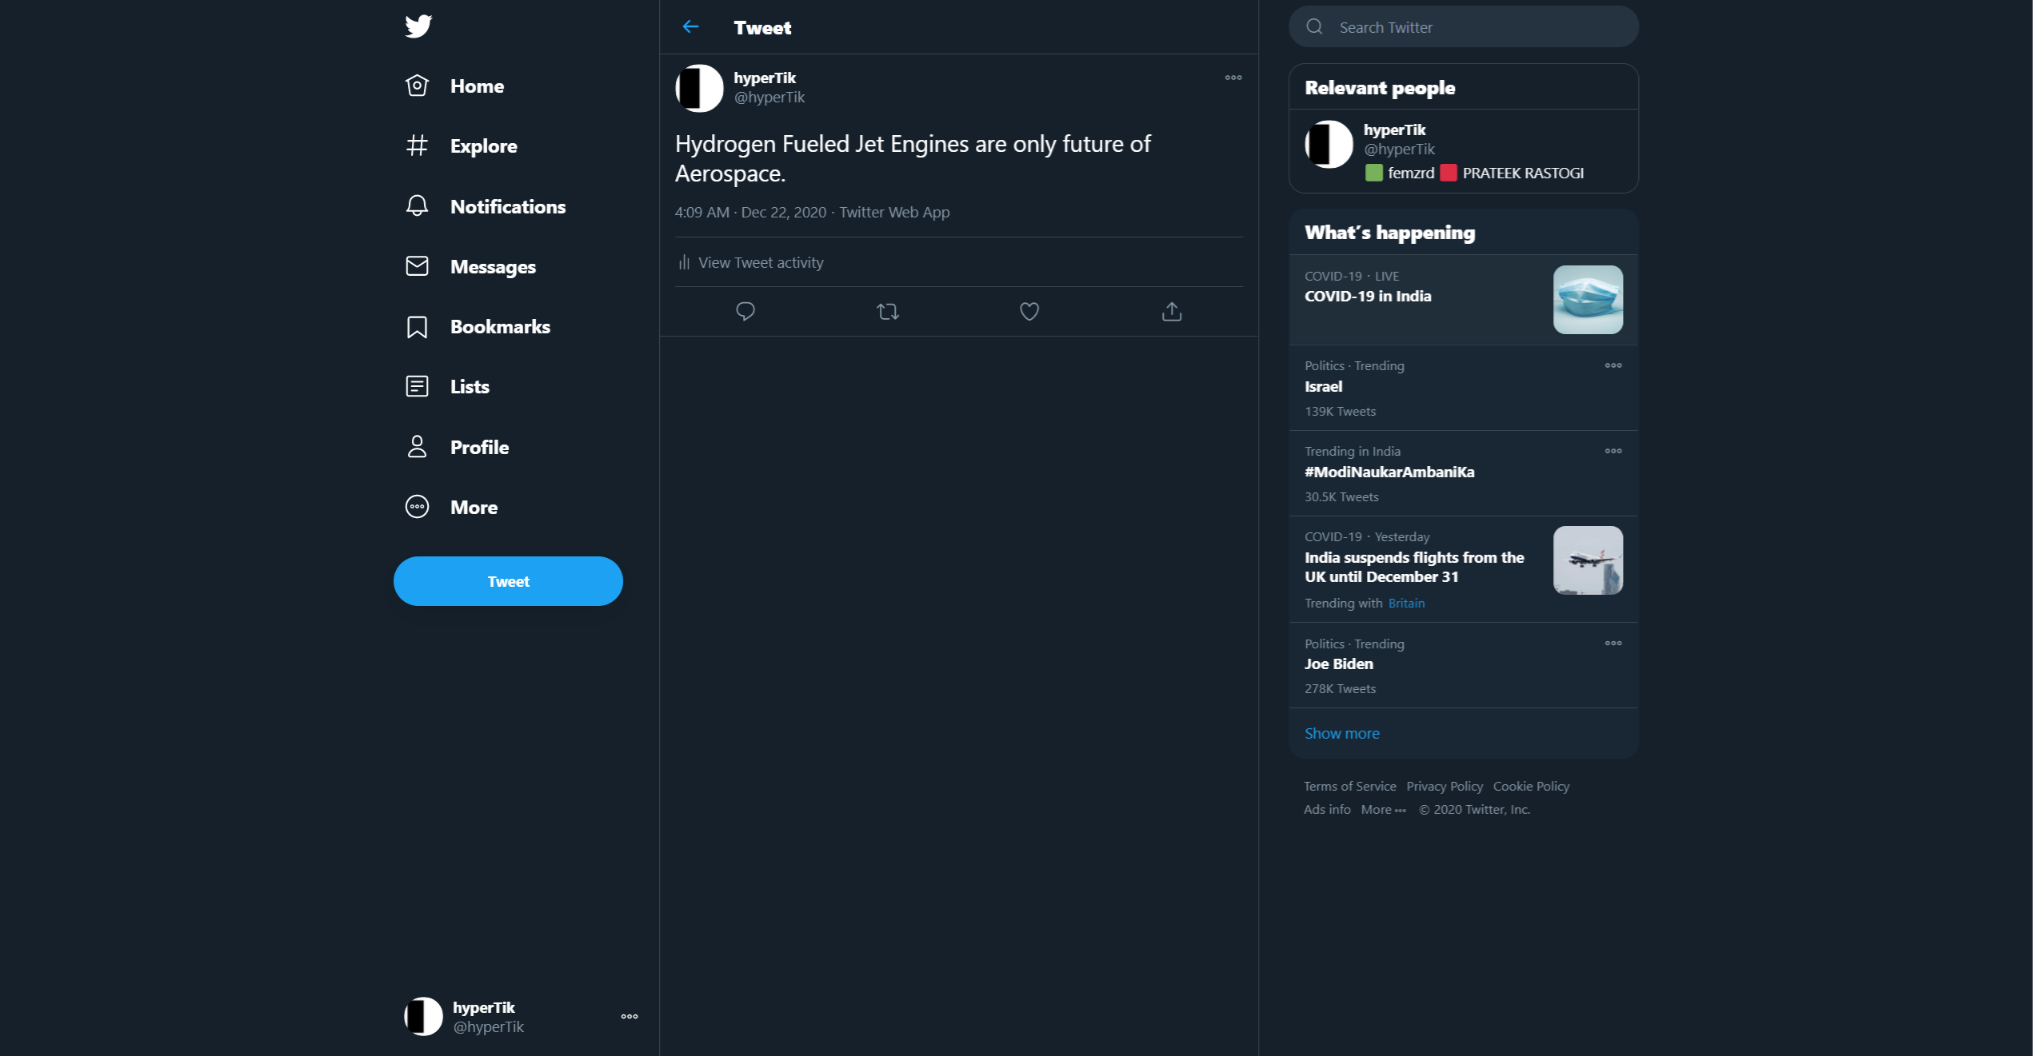 Home
Explore
Notifications
Messages
Bookmarks
Lists
Profile
More
Tweet
hyperTik
@hyperTik
Tweet
hyperTik
@hyperTik
Hydrogen Fueled Jet Engines are only future of
Aerospace.
4:09 AM · Dec 22, 2020 · Twitter Web App
View Tweet activity
Search Twitter
Relevant people
hyperTik
@hyperTik
femzrd PRATEEK RASTOGI
What's happening
COVID-19 · LIVE
COVID-19 in India
Politics · Trending
Israel
139K Tweets
Trending in India
#ModiNaukarAmbaniKa
30.5K Tweets
COVID-19 · Yesterday
India suspends flights from the
UK until December 31
Trending with Britain
Politics · Trending
Joe Biden
278K Tweets
Show more
Terms of Service Privacy Policy Cookie Policy
Ads info More ··· © 2020 Twitter, Inc.